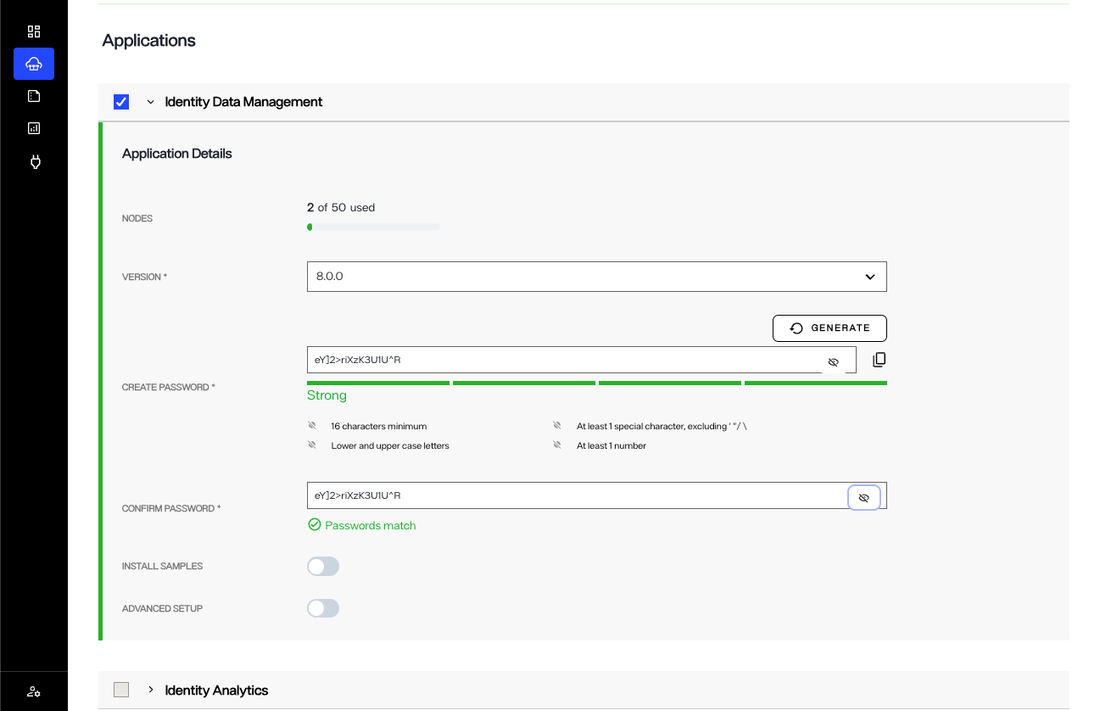 Applications
Identity Data Management
Application Details
NODES
2 of 50 used
VERSION *
8.0.0
GENERATE
CREATE PASSWORD *
eY]2>riXzK3U1U^R
Strong
16 characters minimum
At least 1 special character, excluding ' " / \
Lower and upper case letters
At least 1 number
CONFIRM PASSWORD *
eY]2>riXzK3U1U^R
Passwords match
INSTALL SAMPLES
ADVANCED SETUP
Identity Analytics